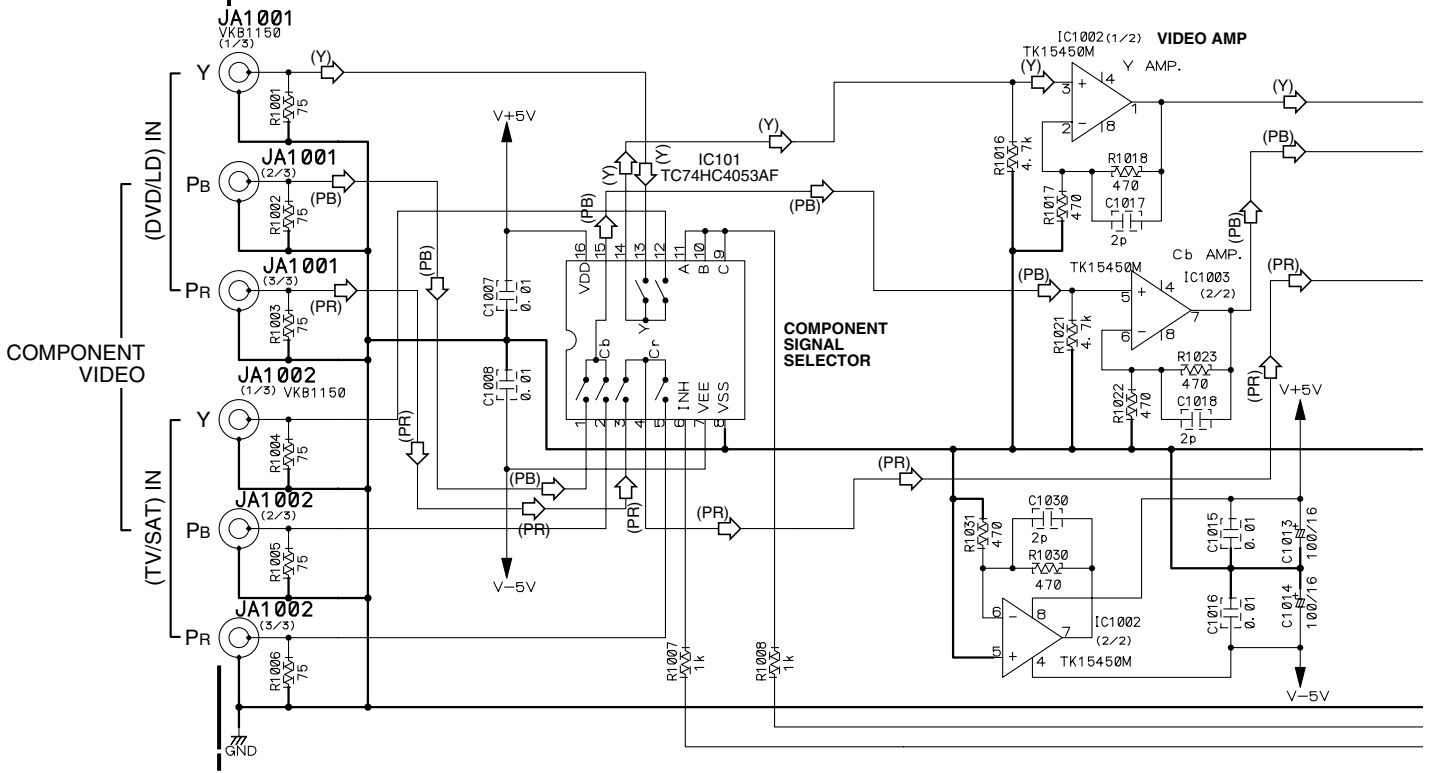 JA1001
VKB1150
(1/3)
Y
(Y)
R1001
75
JA1001
(2/3)
PB
(PB)
R1002
75
JA1001
(3/3)
PR
(PR)
R1003
75
(DVD/LD) IN
COMPONENT
VIDEO
JA1002
(1/3) VKB1150
Y
R1004
75
JA1002
(2/3)
PB
R1005
75
JA1002
(3/3)
PR
R1006
75
(TV/SAT) IN
GND
(PB)
(PR)
(PB)
(PR)
(PR)
V+5V
C1007
0.01
C1008
0.01
V-5V
(Y)
(Y)
(Y)
(PB)
IC101
TC74HC4053AF
16 15 14 13 12 11 10 9
VDD
A
B
C
Y
Cb
Cr
INH
VEE
VSS
1 2 3 4 5 6 7 8
COMPONENT
SIGNAL
SELECTOR
(PB)
(PR)
(PR)
R1007
1k
R1008
1k
IC1002 (1/2) VIDEO AMP
TK15450M
Y AMP.
(Y)
3
+
4
1
2
-
8
R1016
4.7k
R1017
470
R1018
470
C1017
2p
(Y)
(PB)
(PB)
(PR)
(PR)
Cb AMP.
TK15450M
IC1003
(2/2)
(PB)
5
+
4
7
6
-
8
R1021
4.7k
R1022
470
R1023
470
C1018
2p
V+5V
R1031
470
C1030
2p
R1030
470
6
-
8
7
5
+
4
IC1002
(2/2)
TK15450M
C1015
0.01
C1013
+
100/16
C1016
0.01
C1014
+
100/16
V-5V